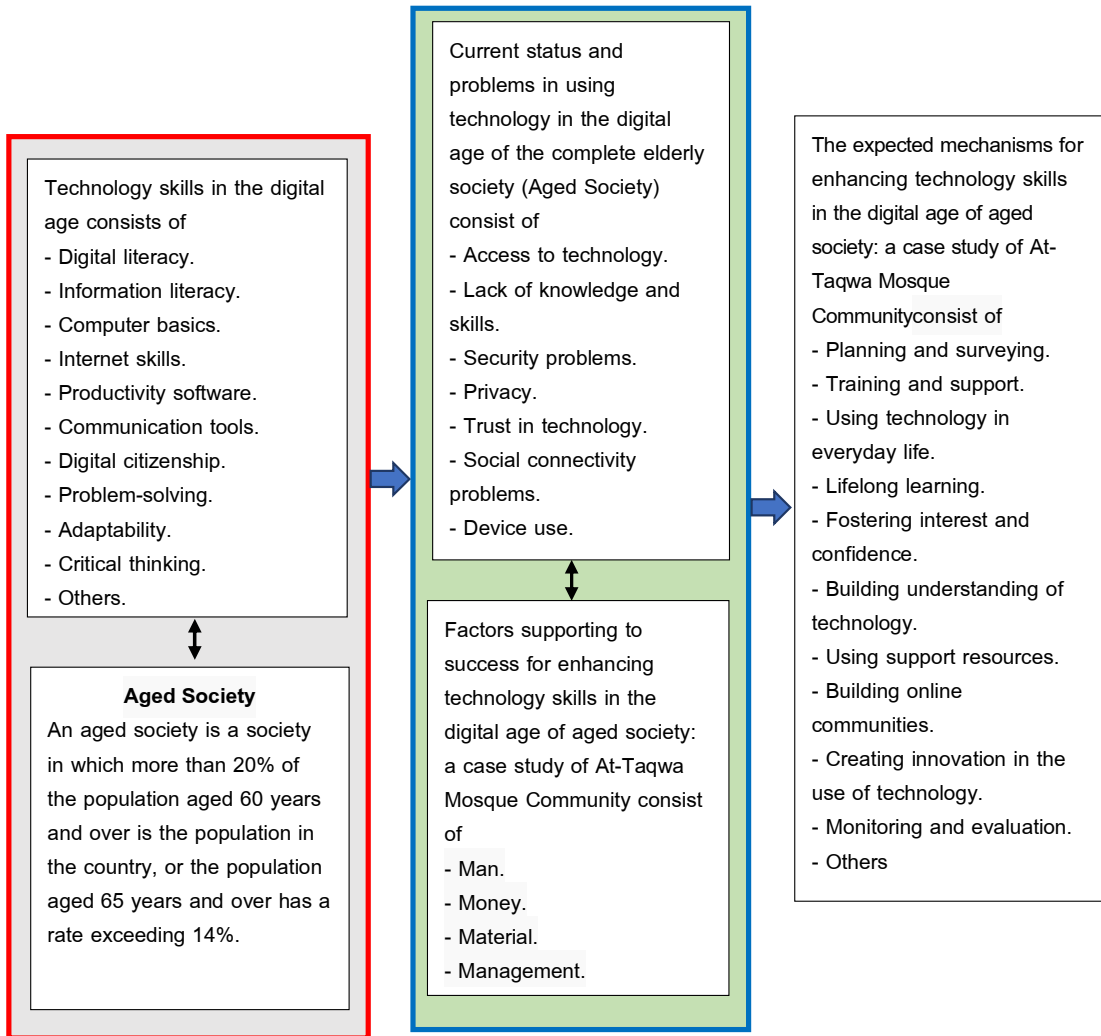 Technology skills in the digital
age consists of
- Digital literacy.
- Information literacy.
- Computer basics.
- Internet skills.
- Productivity software.
- Communication tools.
- Digital citizenship.
- Problem-solving.
- Adaptability.
- Critical thinking.
- Others.
Aged Society
An aged society is a society
in which more than 20% of
the population aged 60 years
and over is the population in
the country, or the population
aged 65 years and over has a
rate exceeding 14%.
Current status and
problems in using
technology in the digital
age of the complete elderly
society (Aged Society)
consist of
- Access to technology.
- Lack of knowledge and
skills.
- Security problems.
- Privacy.
- Trust in technology.
- Social connectivity
problems.
- Device use.
Factors supporting to
success for enhancing
technology skills in the
digital age of aged society:
a case study of At-Taqwa
Mosque Community consist
of
- Man.
- Money.
- Material.
- Management.
The expected mechanisms for
enhancing technology skills
in the digital age of aged
society: a case study of At-
Taqwa Mosque
Communityconsist of
- Planning and surveying.
- Training and support.
- Using technology in
everyday life.
- Lifelong learning.
- Fostering interest and
confidence.
- Building understanding of
technology.
- Using support resources.
- Building online
communities.
- Creating innovation in the
use of technology.
- Monitoring and evaluation.
- Others